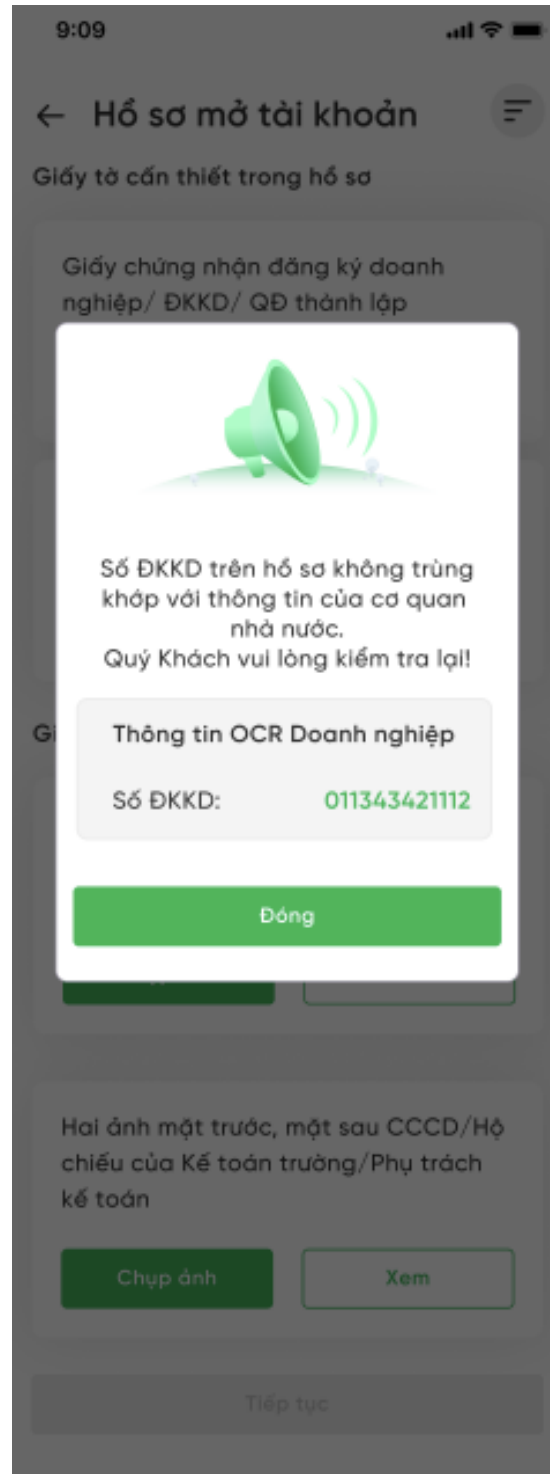 9:09
Hồ sơ mở tài khoản
Giấy tờ cần thiết trong hồ sơ
Giấy chứng nhận đăng ký doanh
nghiệp/ ĐKKD/ QĐ thành lập
Số ĐKKD trên hồ sơ không trùng
khớp với thông tin của cơ quan
nhà nước.
Quý Khách vui lòng kiểm tra lại!
Gi
Thông tin OCR Doanh nghiệp
Số ĐKKD: 011343421112
Đóng
Hai ảnh mặt trước, mặt sau CCCD/Hộ
chiếu của Kế toán trưởng/Phụ trách
kế toán
Chụp ảnh Xem
Tiếp tục